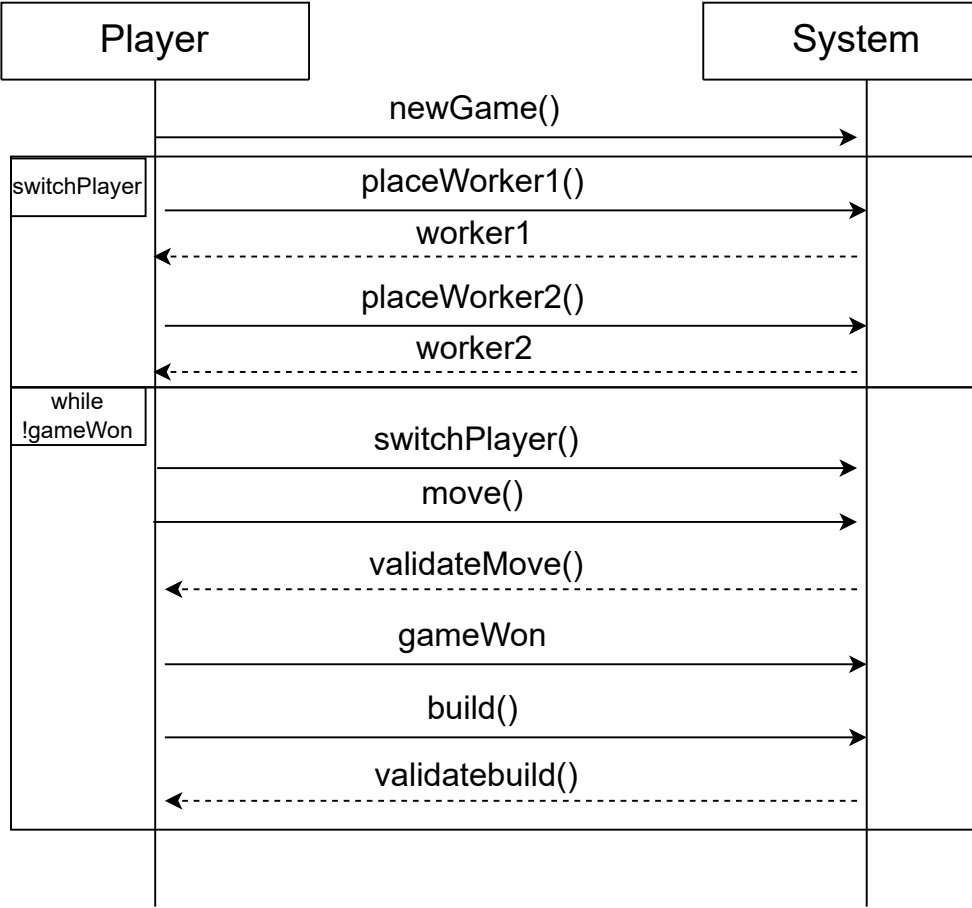 Player
System
newGame()
switchPlayer
placeWorker1()
worker1
placeWorker2()
worker2
while
!gameWon
switchPlayer()
move()
validateMove()
gameWon
build()
validatebuild()